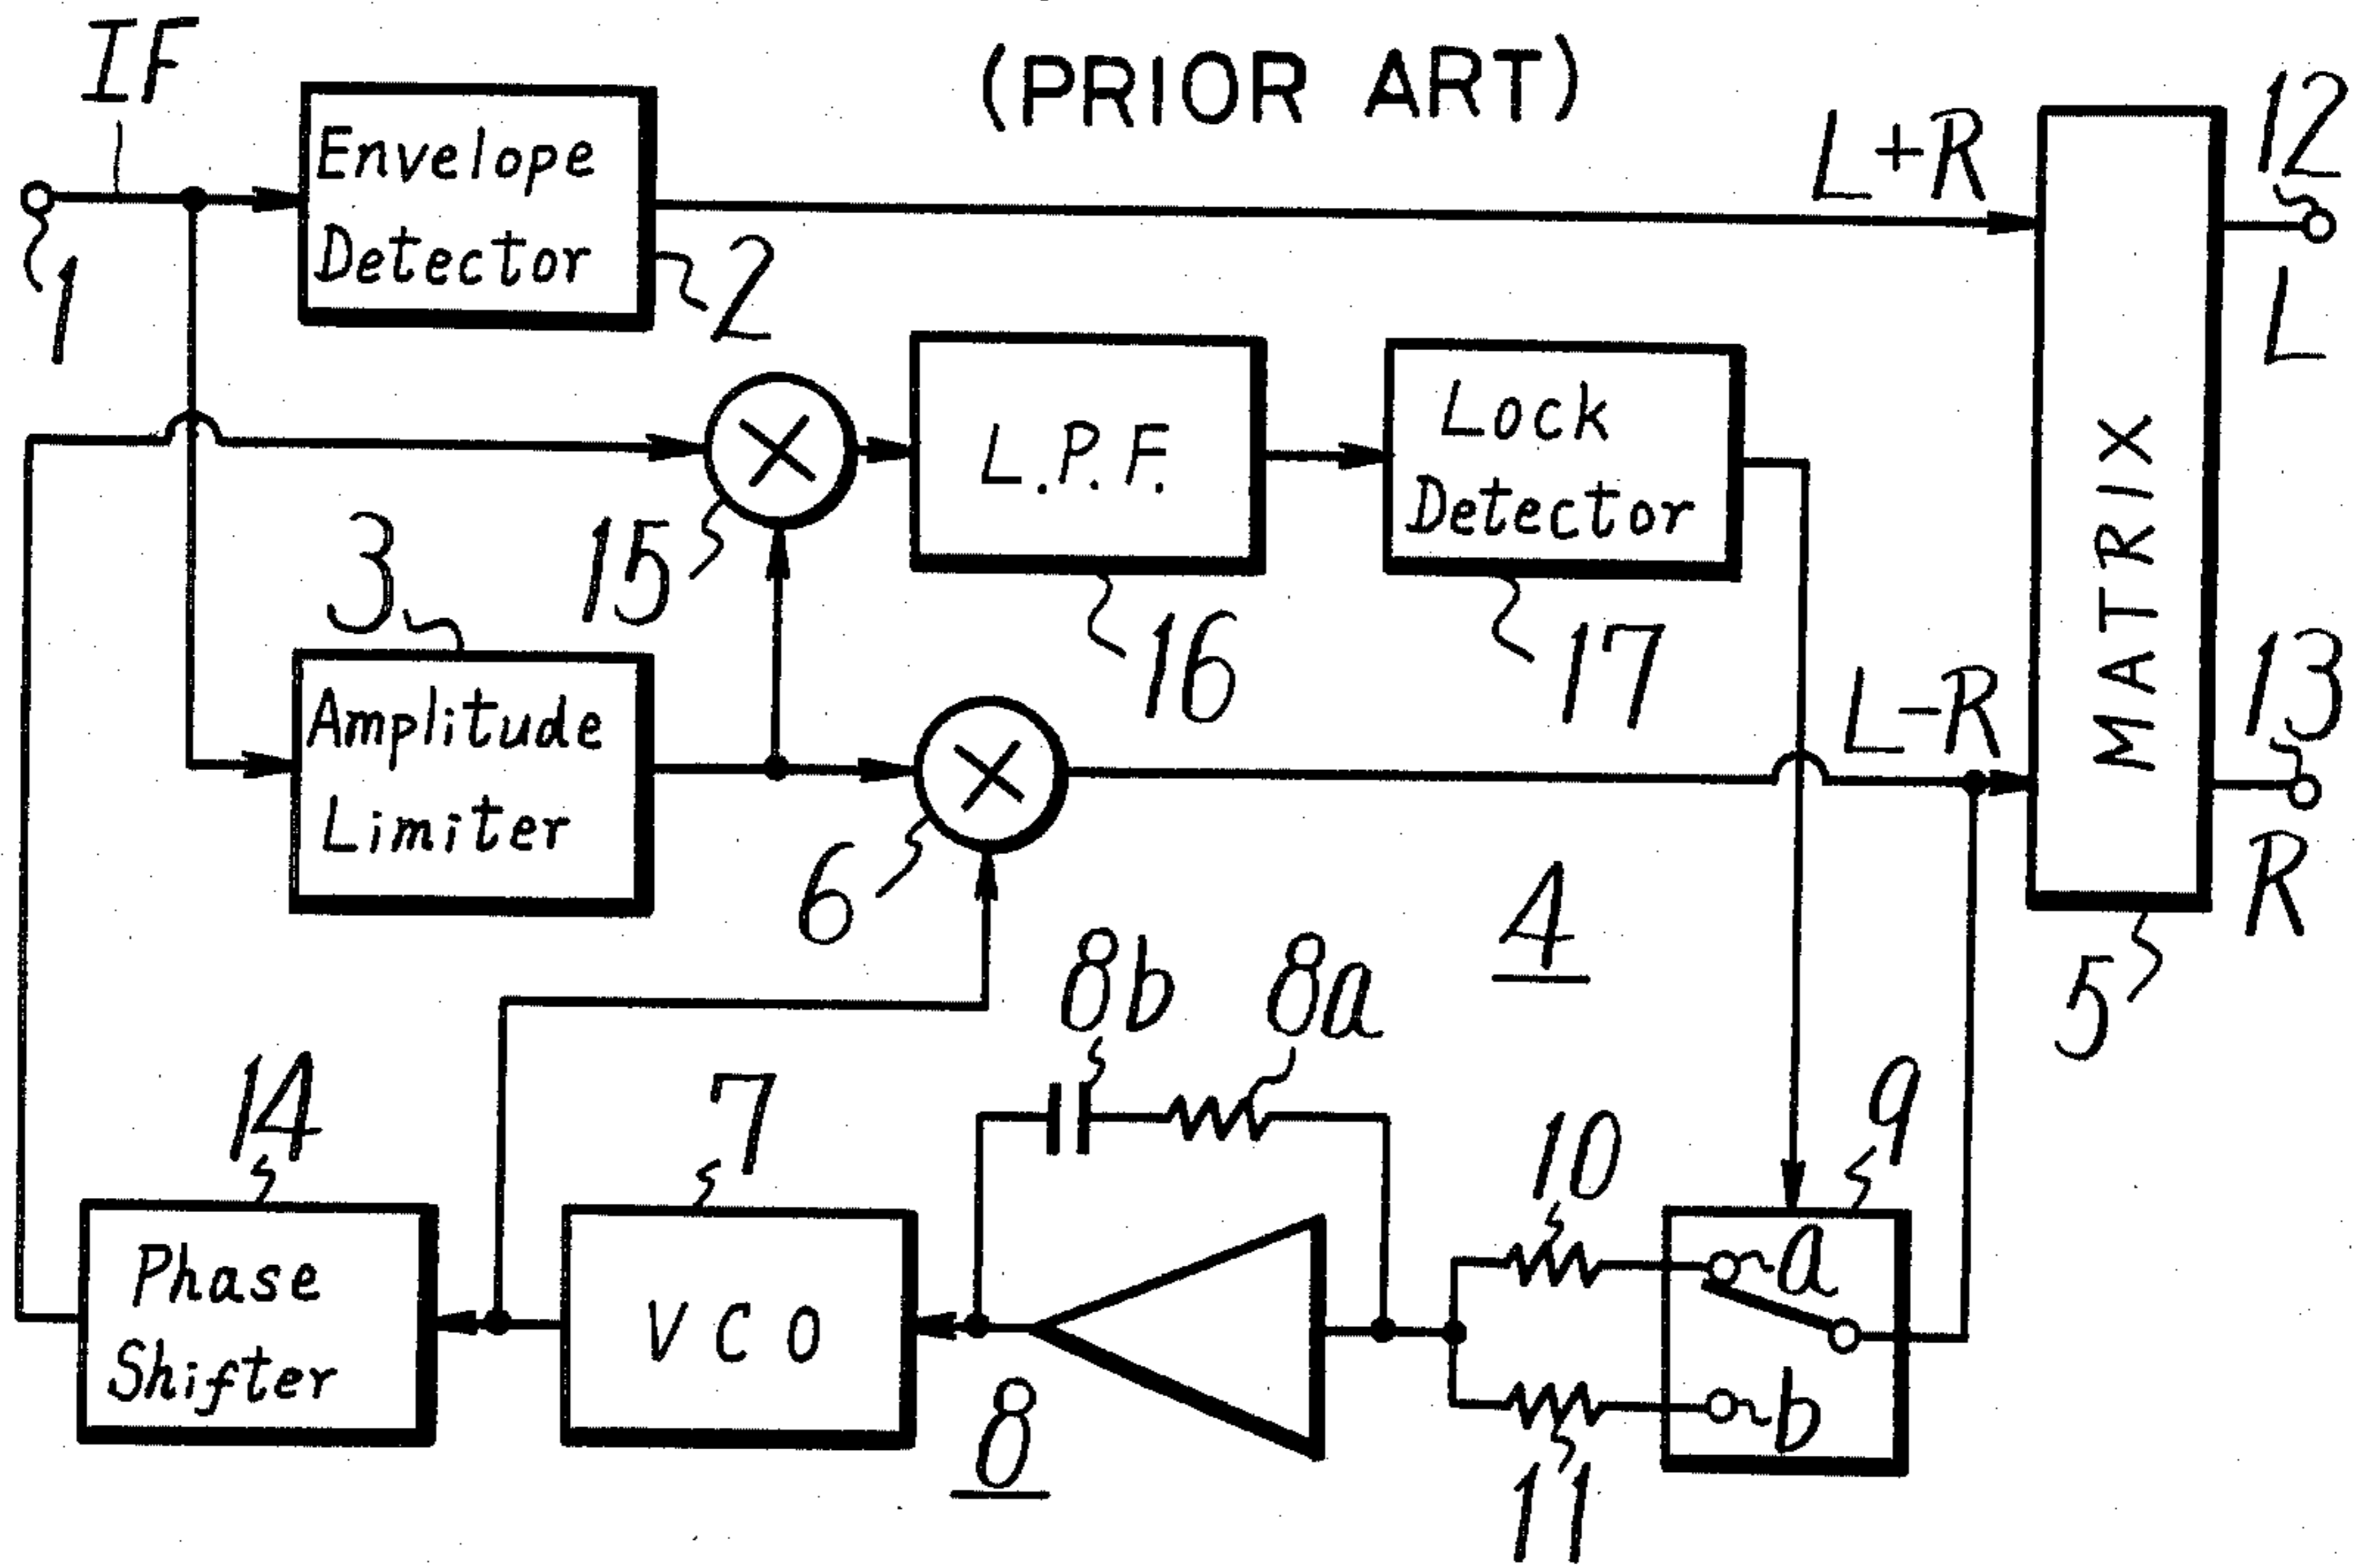 IF
(PRIOR ART)
Envelope
Detector
L+R
12
1
2
L
L.P.F.
Lock
Detector
MATRIX
3
15
16
17
Amplitude
Limiter
L-R
13
6
4
R
8b
8a
5
14
7
10
9
Phase
Shifter
VCO
a
b
8
11